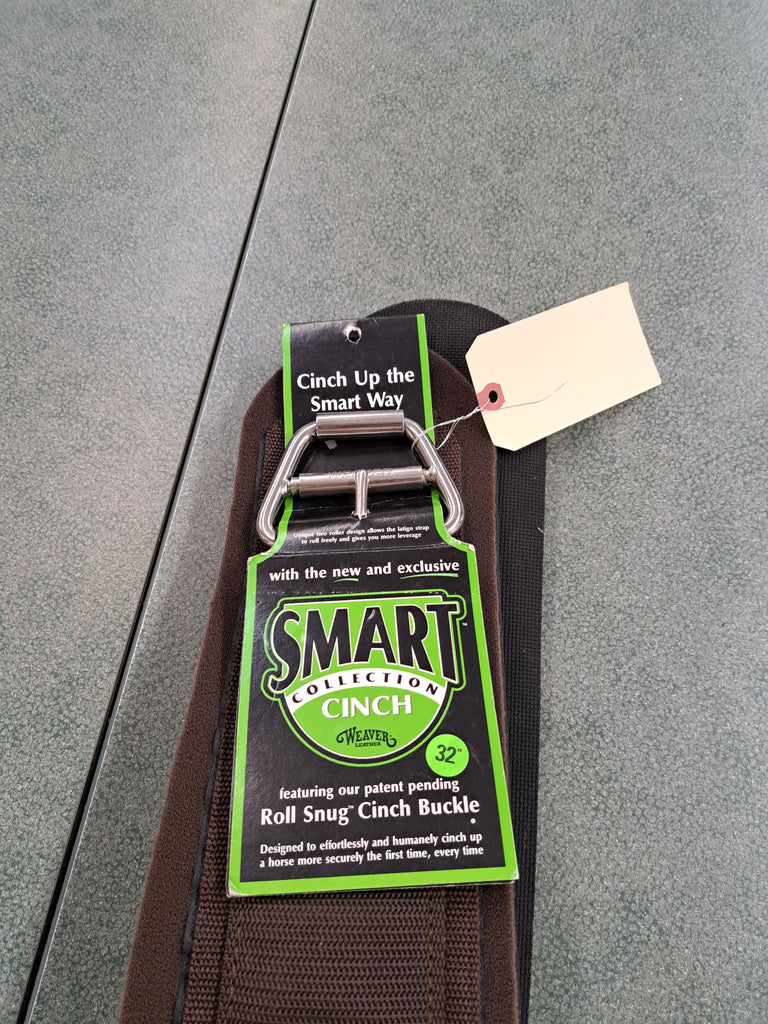 Cinch Up the
Smart Way
Unique two roller design allows the latigo strap
to roll freely and gives you more leverage
with the new and exclusive
SMART™
COLLECTION
CINCH
WEAVER
LEATHER
32"
featuring our patent pending
Roll Snug™ Cinch Buckle
Designed to effortlessly and humanely cinch up
a horse more securely the first time, every time